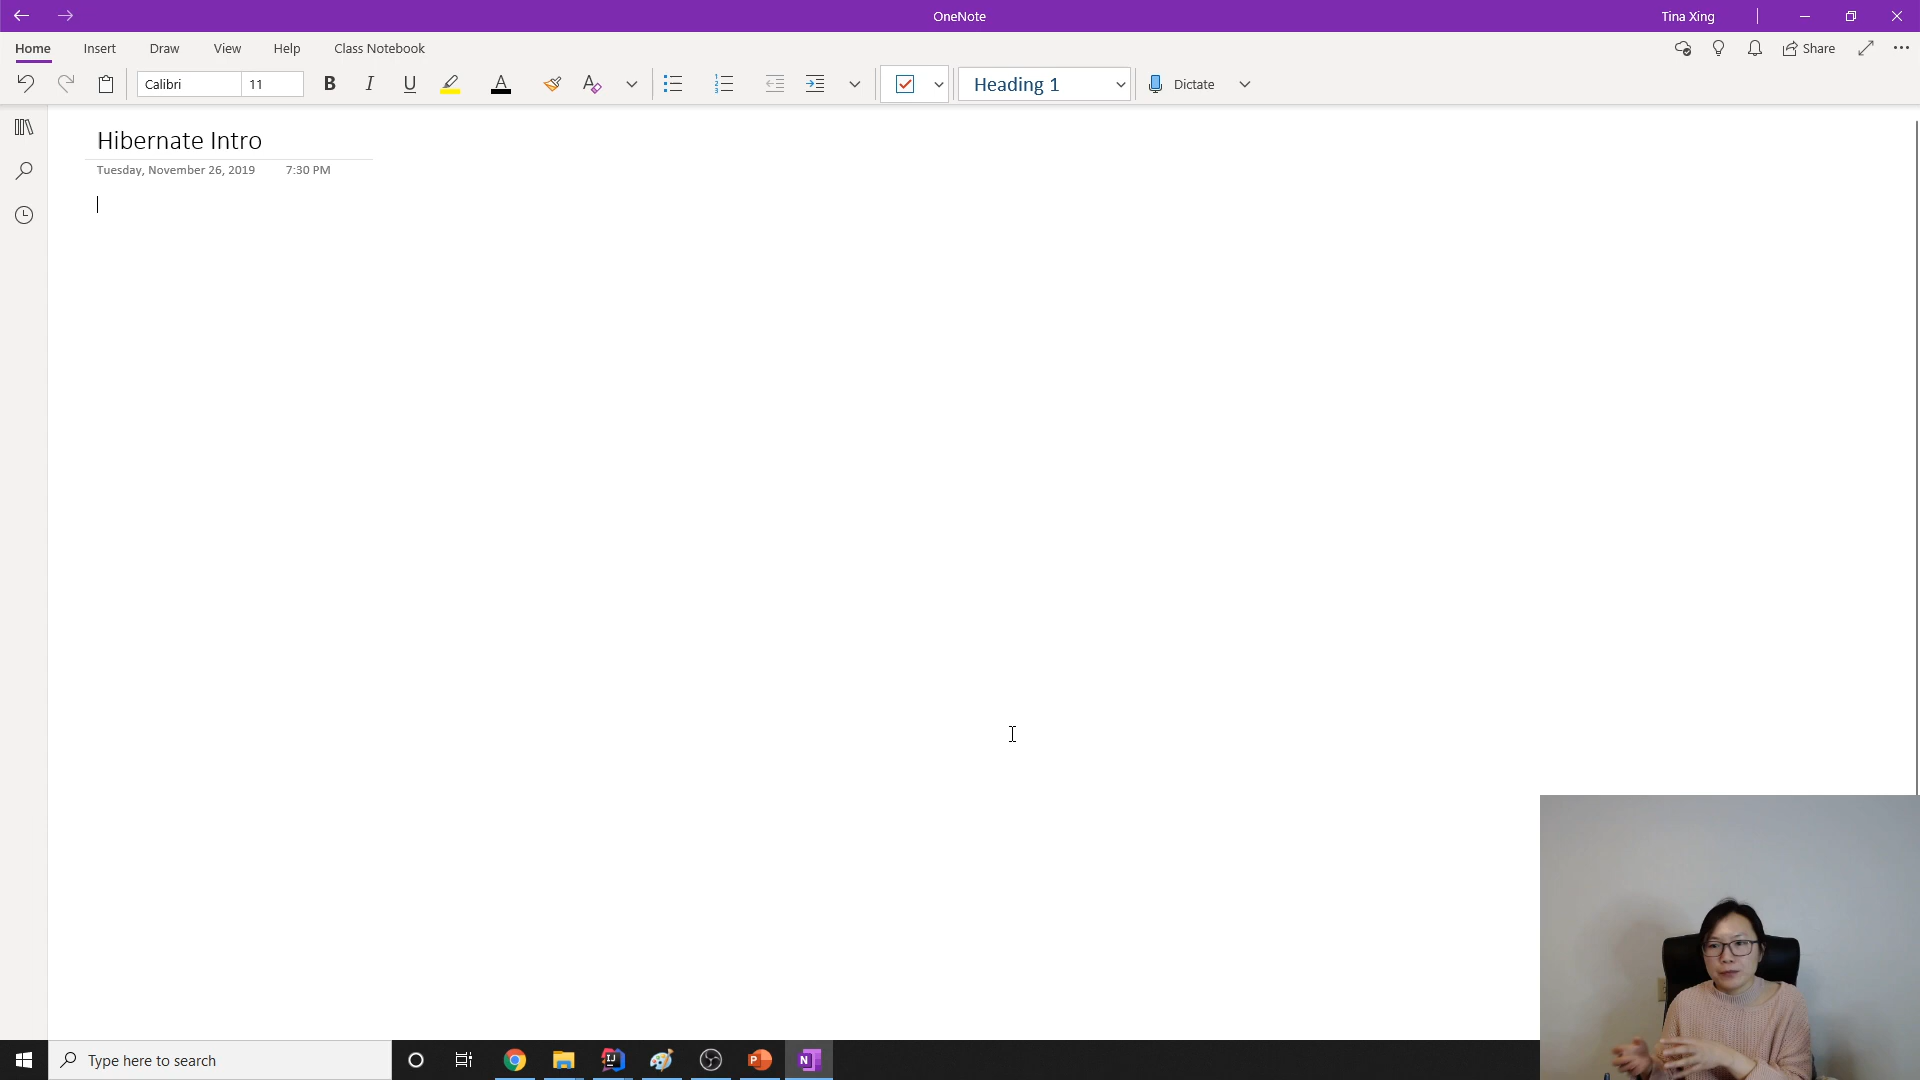 OneNote
Tina Xing
Home
Insert
Draw
View
Help
Class Notebook
Share
Calibri
11
B
I
U
A
A
Heading 1
Dictate
Hibernate Intro
Tuesday, November 26, 2019
7:30 PM
Type here to search